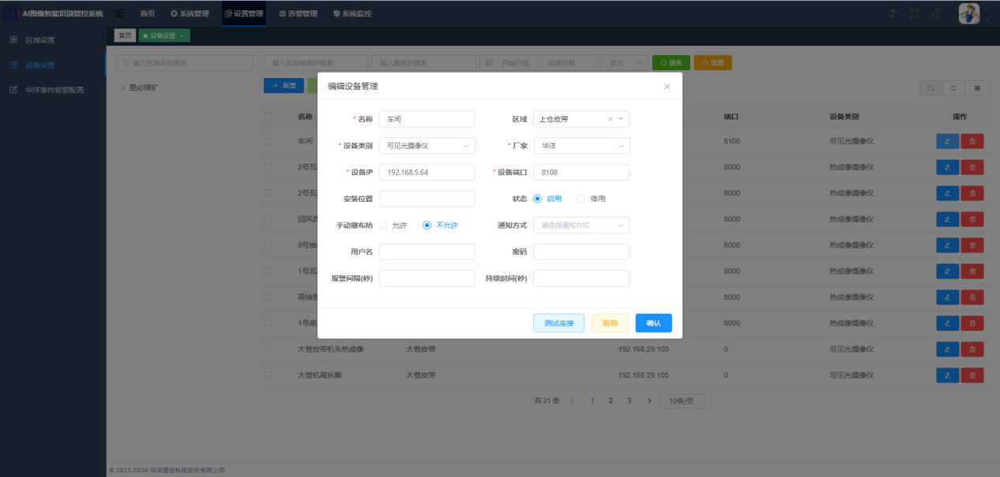 AI图像智能识别管控系统 首页 系统管理 设置管理 告警管理 系统监控
区域设置
设备设置
华洋事件报警配置
首页 设备设置 ×
输入区域名称搜索 输入名称或者IP搜索 输入服务IP搜索 开始日期 : 结束日期 状态 搜索 重置
里必煤矿
+ 新增
名称 端口 设备类别 操作
车间 8108 可见光摄像仪
2号瓦 8000 热成像摄像仪
2号瓦 8000 热成像摄像仪
回风 8000 热成像摄像仪
8号抽 8000 热成像摄像仪
1号瓦 8000 热成像摄像仪
高抽巷 8000 热成像摄像仪
1号底 8000 热成像摄像仪
大巷皮带机头热成像 大巷皮带 192.168.29.103 0 可见光摄像仪
大巷机尾纵撕 大巷皮带 192.168.29.105 0 可见光摄像仪
共 21 条 < 1 2 3 > 10条/页
编辑设备管理 ×
* 名称 车间 区域 上仓皮带
* 设备类别 可见光摄像仪 * 厂家 华洋
* 设备IP 192.168.5.64 * 设备端口 8108
安装位置 状态 启用 停用
手动撤布防 允许 不允许 通知方式 请选择通知方式
用户名 密码
报警间隔(秒) 持续时间(秒)
测试连接 取消 确认
© 2023-2024 华洋通信科技股份有限公司